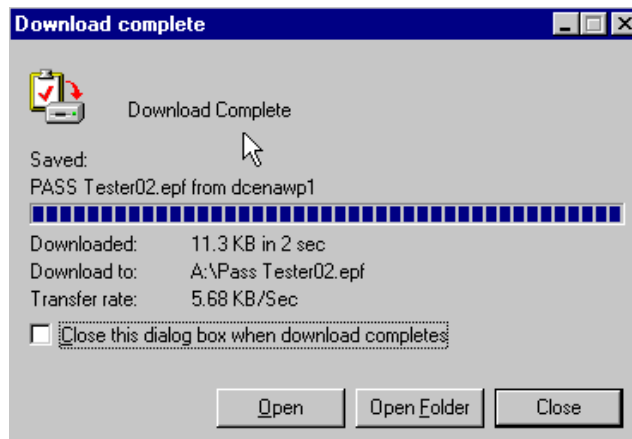 Download complete
Download Complete
Saved:
PASS Tester02.epf from dcenawp1
Downloaded: 11.3 KB in 2 sec
Download to: A:\Pass Tester02.epf
Transfer rate: 5.68 KB/Sec
Close this dialog box when download completes
Open Open Folder Close